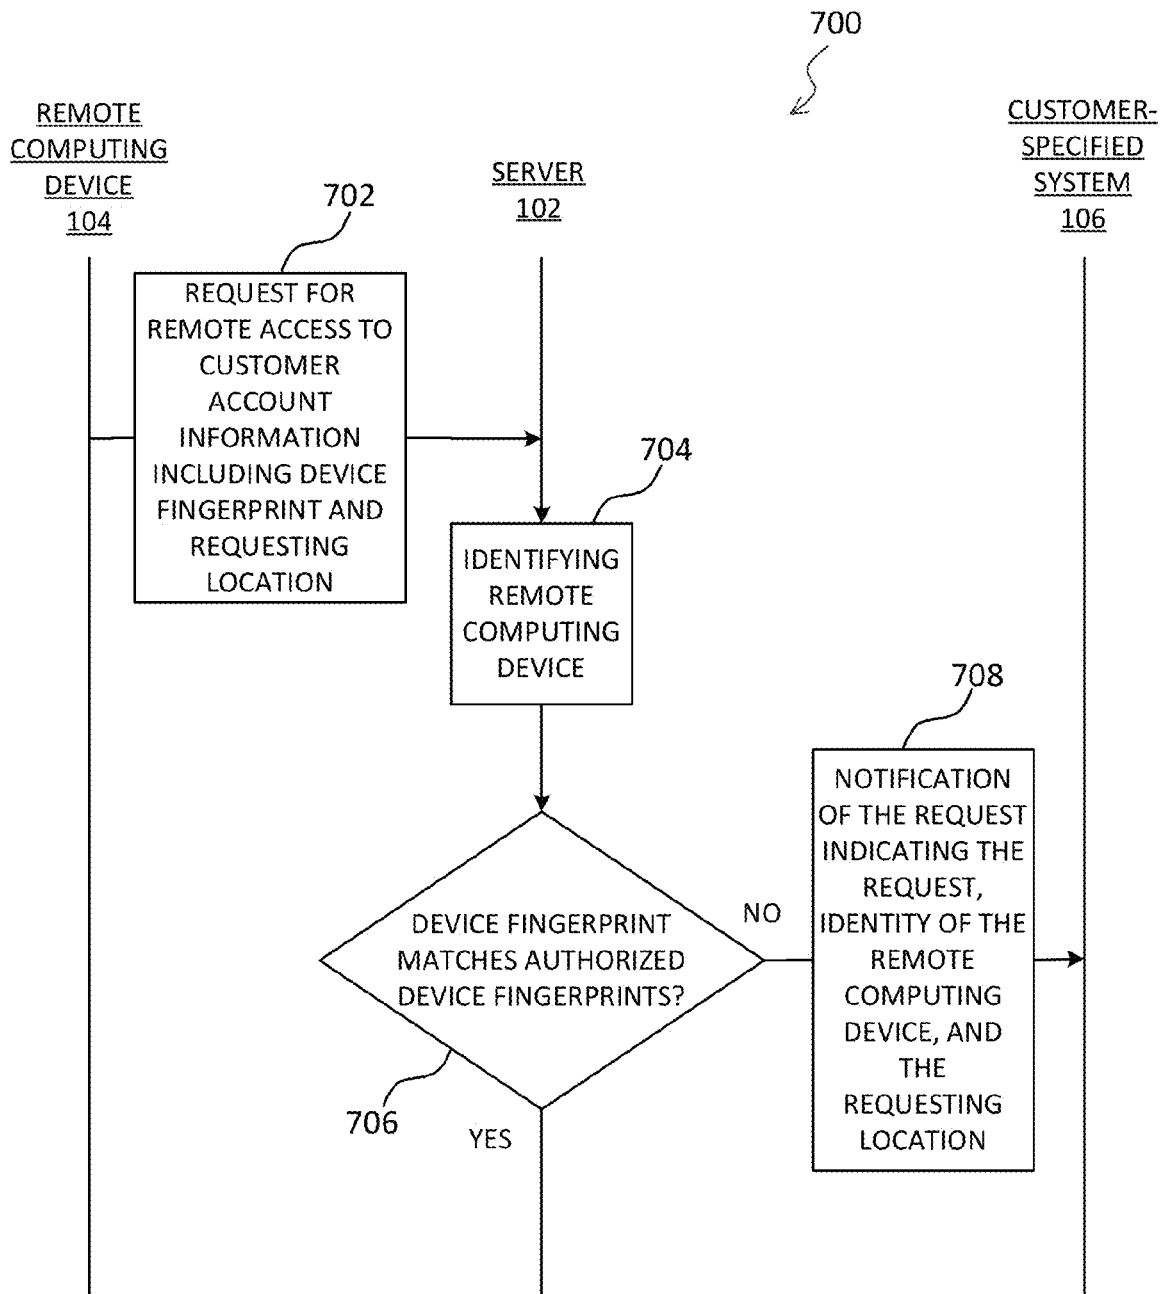 700
REMOTE
COMPUTING
DEVICE
104
SERVER
102
CUSTOMER-
SPECIFIED
SYSTEM
106
702
REQUEST FOR
REMOTE ACCESS TO
CUSTOMER
ACCOUNT
INFORMATION
INCLUDING DEVICE
FINGERPRINT AND
REQUESTING
LOCATION
704
IDENTIFYING
REMOTE
COMPUTING
DEVICE
706
DEVICE FINGERPRINT
MATCHES AUTHORIZED
DEVICE FINGERPRINTS?
NO
YES
708
NOTIFICATION
OF THE REQUEST
INDICATING THE
REQUEST,
IDENTITY OF THE
REMOTE
COMPUTING
DEVICE, AND
THE
REQUESTING
LOCATION